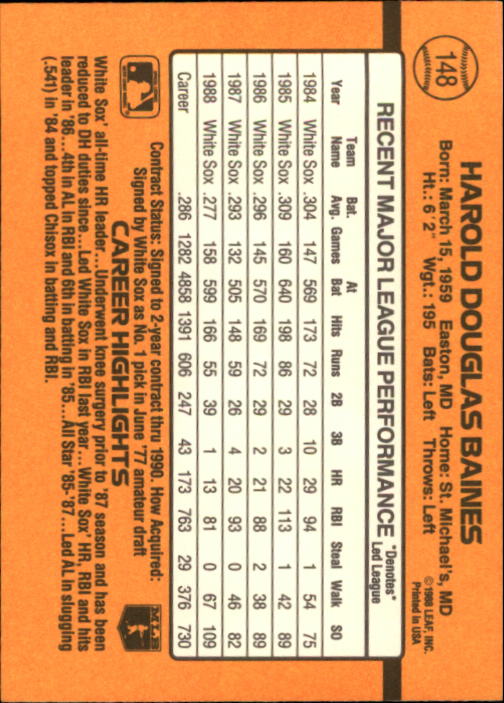 148
HAROLD DOUGLAS BAINES
Born: March 15, 1959 Easton, MD Home: St. Michael's, MD
Ht.: 6'2" Wgt.: 195 Bats: Left Throws: Left
©1988 LEAF, INC.
Printed in USA
RECENT MAJOR LEAGUE PERFORMANCE
"Denotes"
Led League
Year Team Name Bat. Avg. Games At Bat Hits Runs 2B 3B HR RBI Steal Walk SO
1984 White Sox .304 147 569 173 72 28 10 29 94 1 54 75
1985 White Sox .309 160 640 198 86 29 3 22 113 1 42 89
1986 White Sox .296 145 570 169 72 29 2 21 88 2 38 89
1987 White Sox .293 132 505 148 59 26 4 20 93 0 46 82
1988 White Sox .277 158 599 166 55 39 1 13 81 0 67 109
Career .286 1282 4858 1391 606 247 43 173 763 29 376 730
Contract Status: Signed to 2-year contract thru 1990. How Acquired:
Signed by White Sox as No. 1 pick in June '77 amateur draft
CAREER HIGHLIGHTS
MLB
White Sox' all-time HR leader...Underwent knee surgery prior to '87 season and has been
reduced to DH duties since...Led White Sox in RBI last year...White Sox' HR, RBI and hits
leader in '86...4th in AL in RBI and 6th in batting in '85...All Star '85-'87...Led AL in slugging
(.541) in '84 and topped Chisox in batting and RBI.